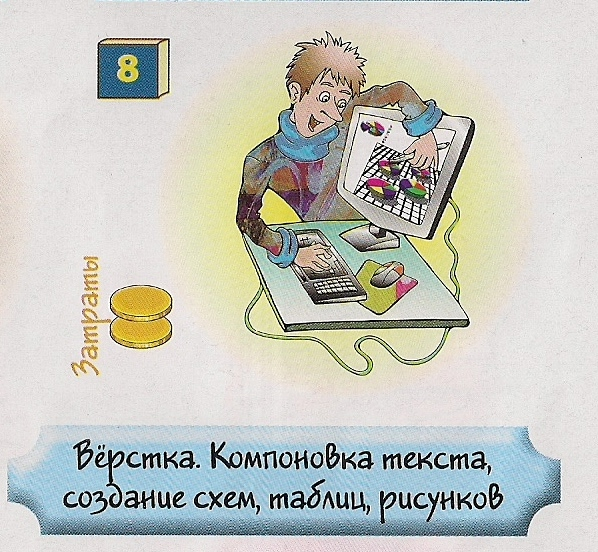 8
Затраты
Вёрстка. Компоновка текста,
создание схем, таблиц, рисунков